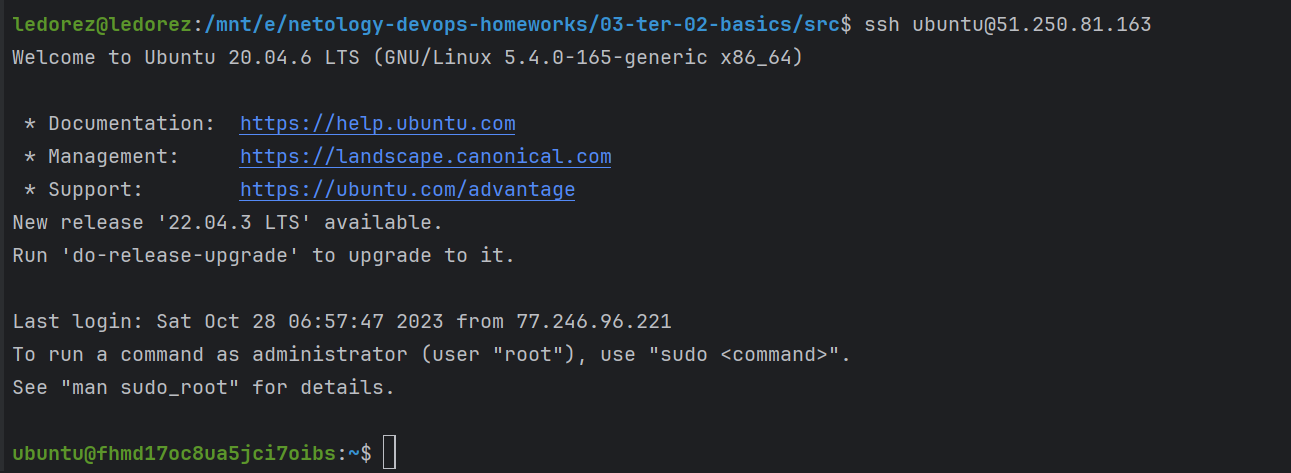 ledorez@ledorez:/mnt/e/netology-devops-homeworks/03-ter-02-basics/src$ ssh ubuntu@51.250.81.163
Welcome to Ubuntu 20.04.6 LTS (GNU/Linux 5.4.0-165-generic x86_64)
* Documentation:  https://help.ubuntu.com
* Management:     https://landscape.canonical.com
* Support:        https://ubuntu.com/advantage
New release '22.04.3 LTS' available.
Run 'do-release-upgrade' to upgrade to it.
Last login: Sat Oct 28 06:57:47 2023 from 77.246.96.221
To run a command as administrator (user "root"), use "sudo <command>".
See "man sudo_root" for details.
ubuntu@fhmd17oc8ua5jci7oibs:~$